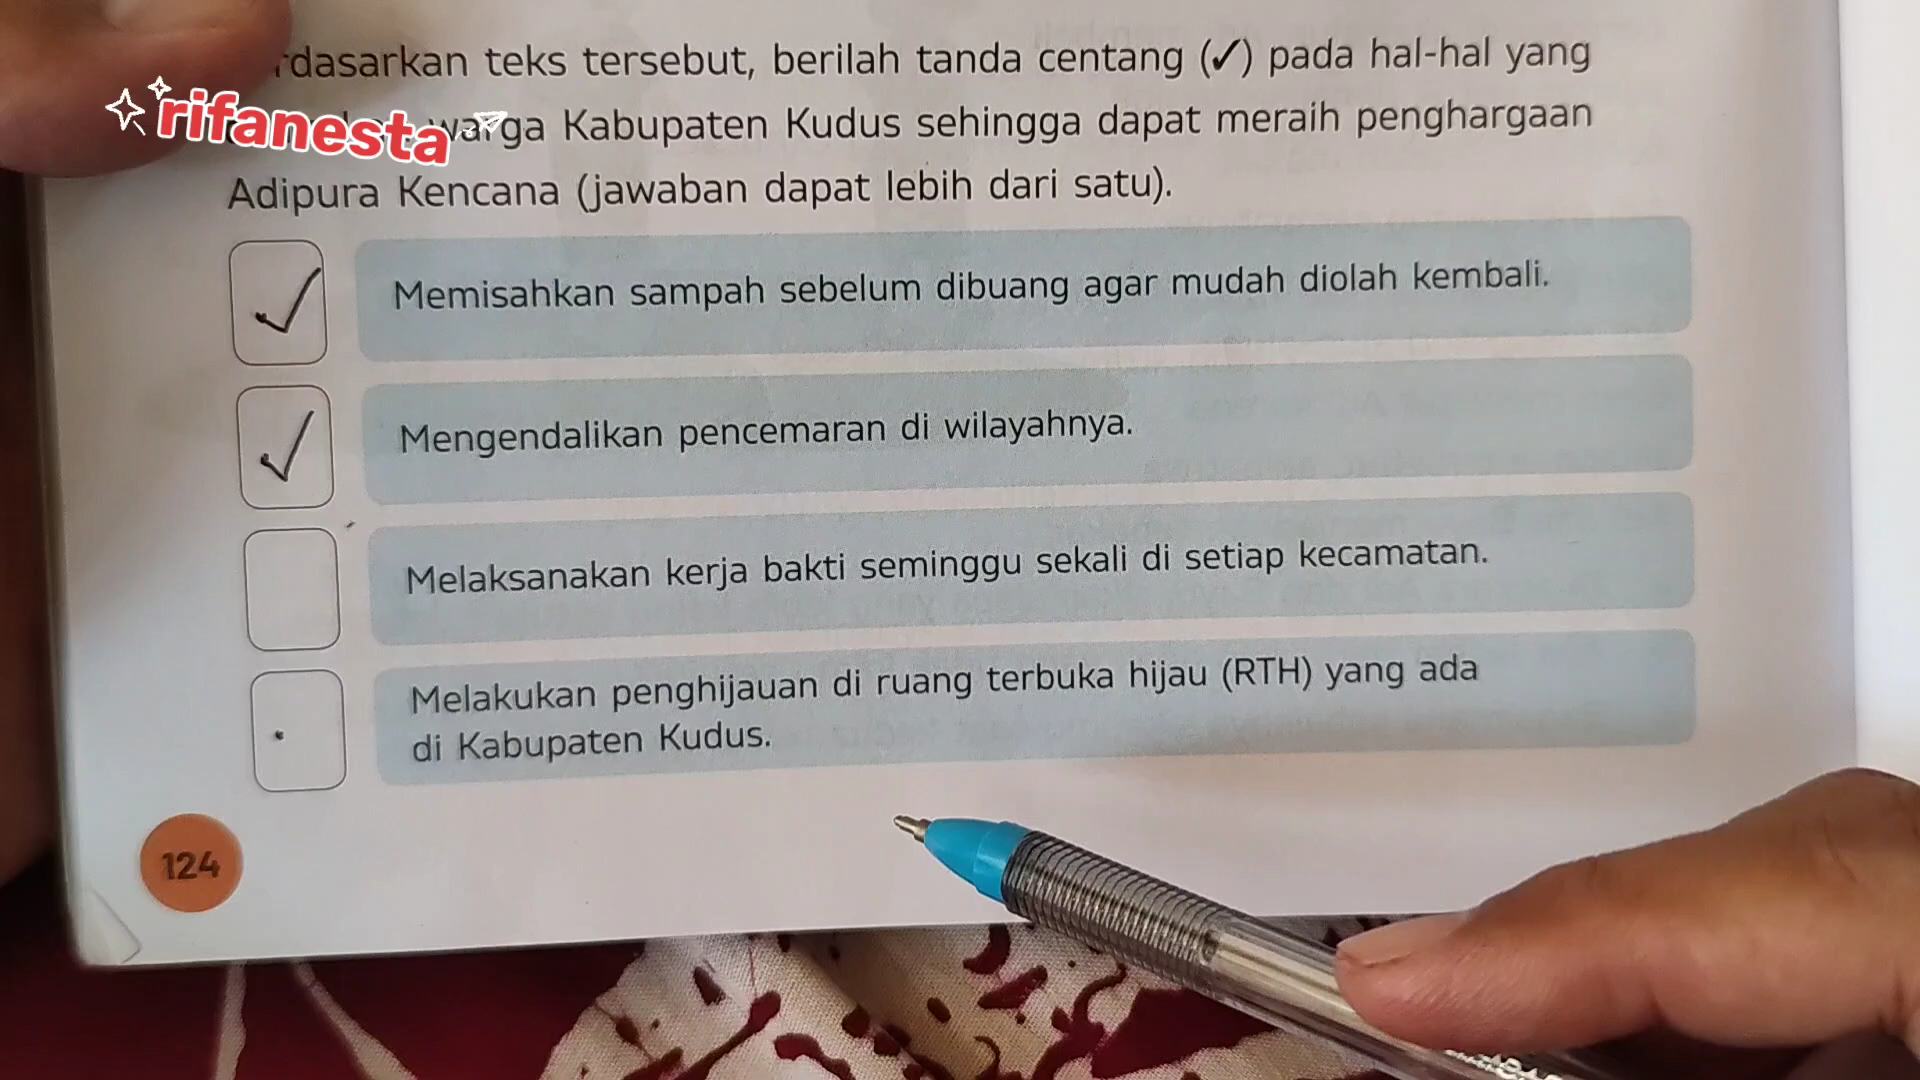 rdasarkan teks tersebut, berilah tanda centang (✓) pada hal-hal yang
rifanesta warga Kabupaten Kudus sehingga dapat meraih penghargaan
Adipura Kencana (jawaban dapat lebih dari satu).
✓ Memisahkan sampah sebelum dibuang agar mudah diolah kembali.
✓ Mengendalikan pencemaran di wilayahnya.
Melaksanakan kerja bakti seminggu sekali di setiap kecamatan.
Melakukan penghijauan di ruang terbuka hijau (RTH) yang ada
di Kabupaten Kudus.
124